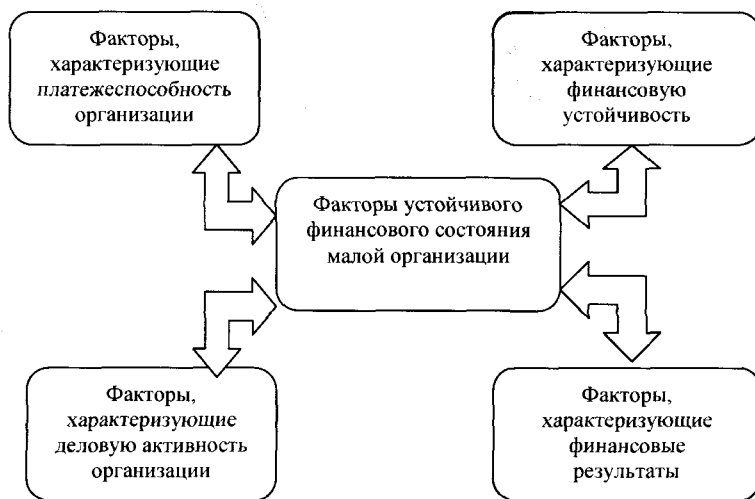 Факторы,
характеризующие
платежеспособность
организации
Факторы,
характеризующие
финансовую
устойчивость
Факторы устойчивого
финансового состояния
малой организации
Факторы,
характеризующие
деловую активность
организации
Факторы,
характеризующие
финансовые
результаты